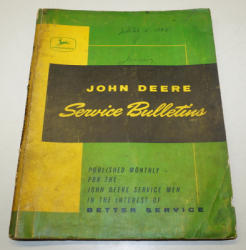 JOHN DEERE
Service Bulletins
PUBLISHED MONTHLY -
FOR THE
JOHN DEERE SERVICE MEN
IN THE INTEREST OF
BETTER SERVICE